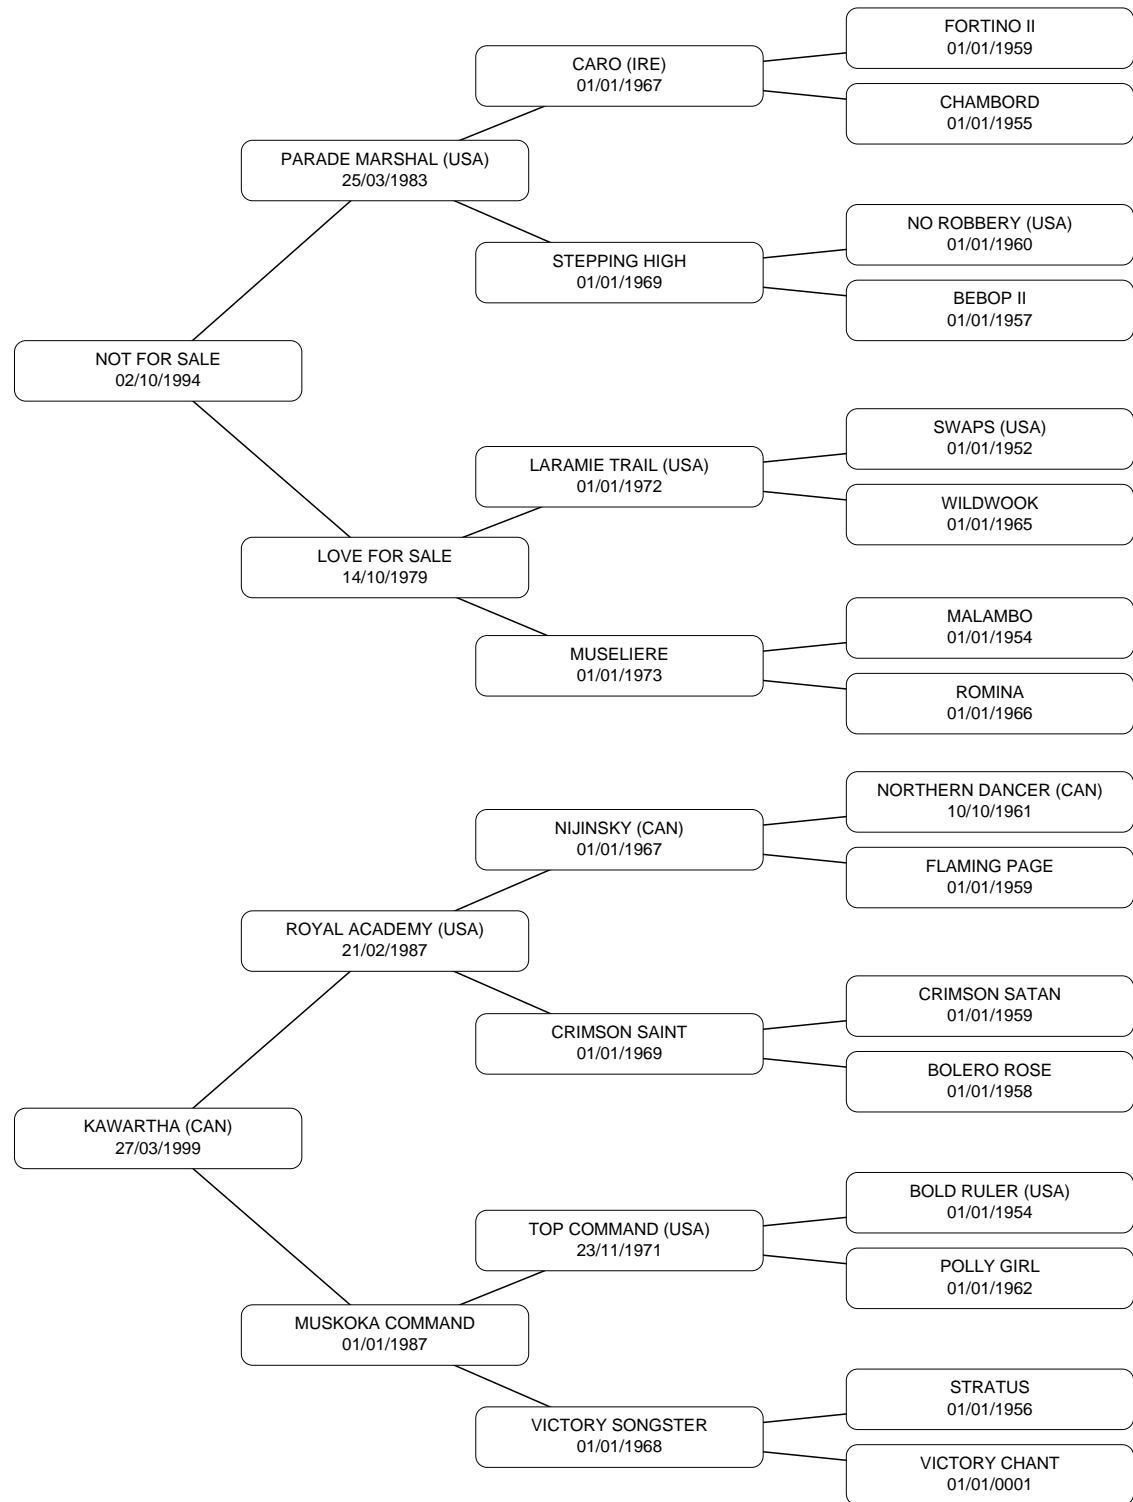 FORTINO II
01/01/1959
CARO (IRE)
01/01/1967
CHAMBORD
01/01/1955
PARADE MARSHAL (USA)
25/03/1983
NO ROBBERY (USA)
01/01/1960
STEPPING HIGH
01/01/1969
BEBOP II
01/01/1957
NOT FOR SALE
02/10/1994
SWAPS (USA)
01/01/1952
LARAMIE TRAIL (USA)
01/01/1972
WILDWOOK
01/01/1965
LOVE FOR SALE
14/10/1979
MALAMBO
01/01/1954
MUSELIERE
01/01/1973
ROMINA
01/01/1966
NORTHERN DANCER (CAN)
10/10/1961
NIJINSKY (CAN)
01/01/1967
FLAMING PAGE
01/01/1959
ROYAL ACADEMY (USA)
21/02/1987
CRIMSON SATAN
01/01/1959
CRIMSON SAINT
01/01/1969
BOLERO ROSE
01/01/1958
KAWARTHA (CAN)
27/03/1999
BOLD RULER (USA)
01/01/1954
TOP COMMAND (USA)
23/11/1971
POLLY GIRL
01/01/1962
MUSKOKA COMMAND
01/01/1987
STRATUS
01/01/1956
VICTORY SONGSTER
01/01/1968
VICTORY CHANT
01/01/0001